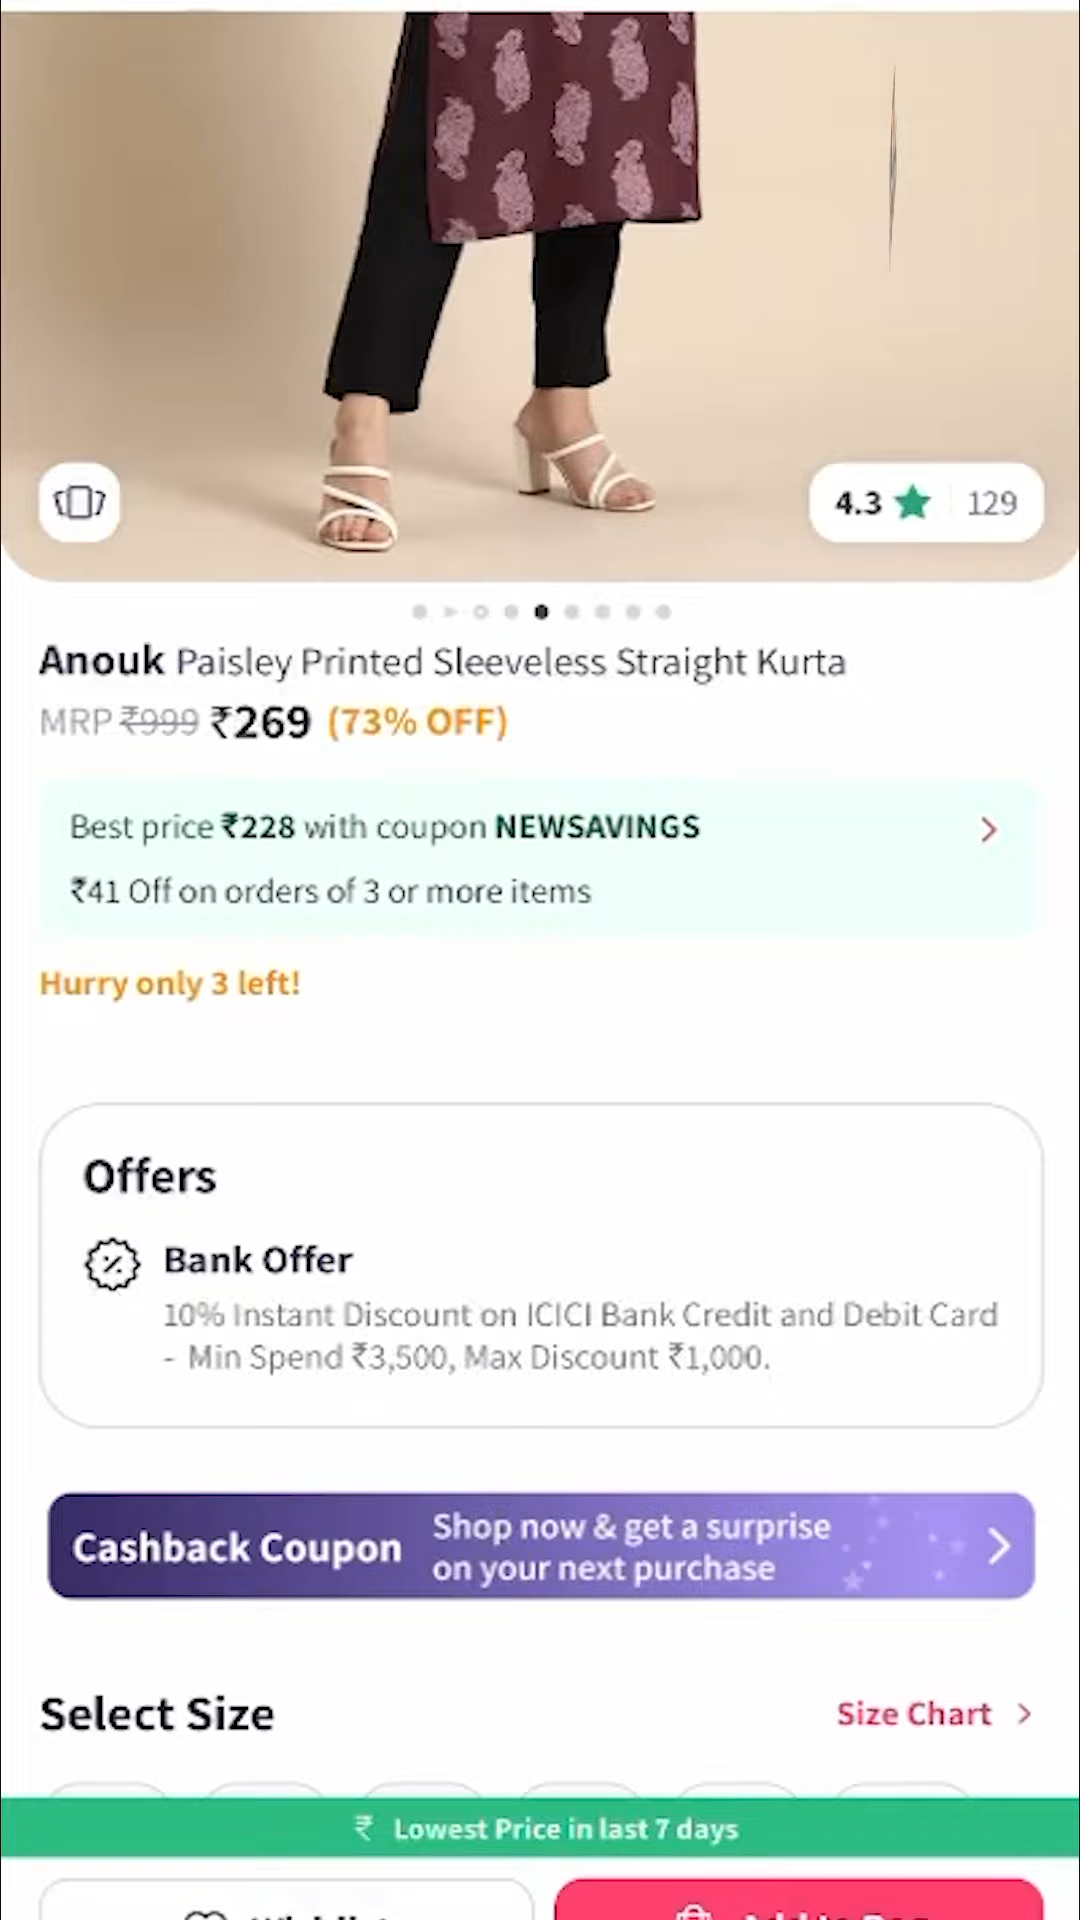 4.3 129
Anouk Paisley Printed Sleeveless Straight Kurta
MRP ₹999 ₹269 (73% OFF)
Best price ₹228 with coupon NEWSAVINGS
₹41 Off on orders of 3 or more items
Hurry only 3 left!
Offers
Bank Offer
10% Instant Discount on ICICI Bank Credit and Debit Card
- Min Spend ₹3,500, Max Discount ₹1,000.
Cashback Coupon
Shop now & get a surprise
on your next purchase
Select Size
Size Chart
₹ Lowest Price in last 7 days